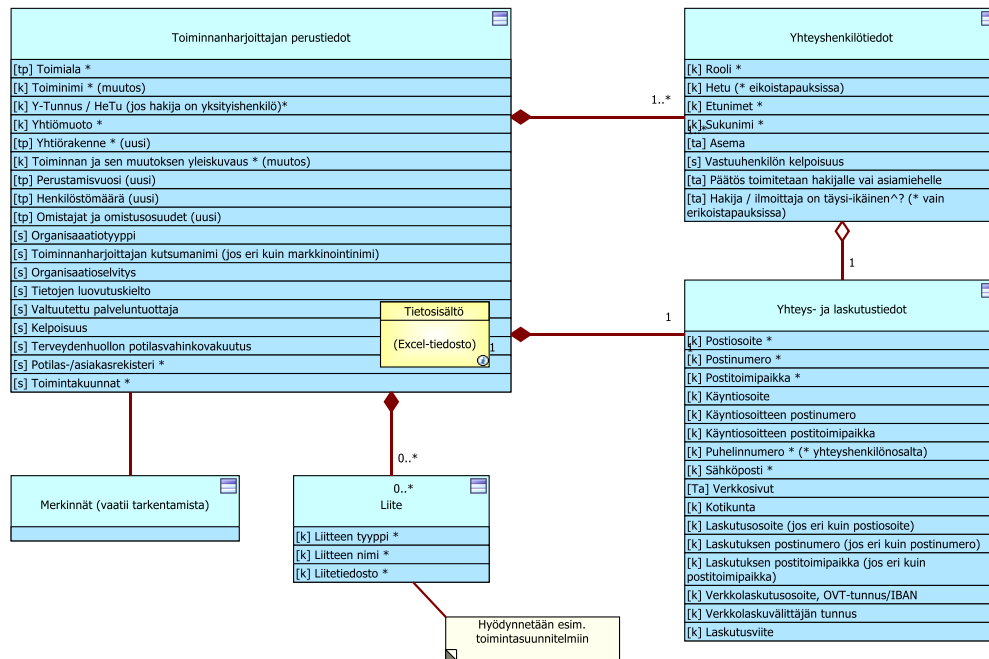 Toiminnanharjoittajan perustiedot
[tp] Toimiala *
[k] Toiminimi * (muutos)
[k] Y-Tunnus / HeTu (jos hakija on yksityishenkilö)*
[k] Yhtiömuoto *
[tp] Yhtiörakenne * (uusi)
[k] Toiminnan ja sen muutoksen yleiskuvaus * (muutos)
[tp] Perustamisvuosi (uusi)
[tp] Henkilöstömäärä (uusi)
[tp] Omistajat ja omistusosuudet (uusi)
[s] Organisaaatiotyyppi
[s] Toiminnanharjoittajan kutsumanimi (jos eri kuin markkinointinimi)
[s] Organisatioselvitys
[s] Tietojen luovutuskielto
[s] Valtuutettu palveluntuottaja
[s] Kelpoisuus
[s] Terveydenhuollon potilasvahinkovakuutus
[s] Potilas-/asiakasrekisteri *
[s] Toimintakuunnat *
Tietosisältö
(Excel-tiedosto)
1
1..*
1
Yhteyshenkilötiedot
[k] Rooli *
[k] Hetu (* eikoistapauksissa)
[k] Etunimet *
[k] Sukunimi *
[ta] Asema
[s] Vastuuhenkilön kelpoisuus
[ta] Päätös toimitetaan hakijalle vai asiamiehelle
[ta] Hakija / ilmoittaja on täysi-ikäinen^? (* vain
erikoistapauksissa)
1
Yhteys- ja laskutustiedot
[k] Postiosoite *
[k] Postinumero *
[k] Postitoimipaikka *
[k] Käyntiosoite
[k] Käyntiosoitteen postinumero
[k] Käyntiosoitteen postitoimipaikka
[k] Puhelinnumero * (* yhteyshenkilönosalta)
[k] Sähköposti *
[Ta] Verkkosivut
[k] Kotikunta
[k] Laskutusosoite (jos eri kuin postiosoite)
[k] Laskutuksen postinumero (jos eri kuin postinumero)
[k] Laskutuksen postitoimipaikka (jos eri kuin
postitoimipaikka)
[k] Verkkolaskutusosoite, OVT-tunnus/IBAN
[k] Verkkolaskuvälittäjän tunnus
[k] Laskutusviite
Merkinnät (vaatii tarkentamista)
0..*
0..*
Liite
[k] Liitteen tyyppi *
[k] Liitteen nimi *
[k] Liitetiedosto *
Hyödynnetään esim.
toimintasuunnitelmiin